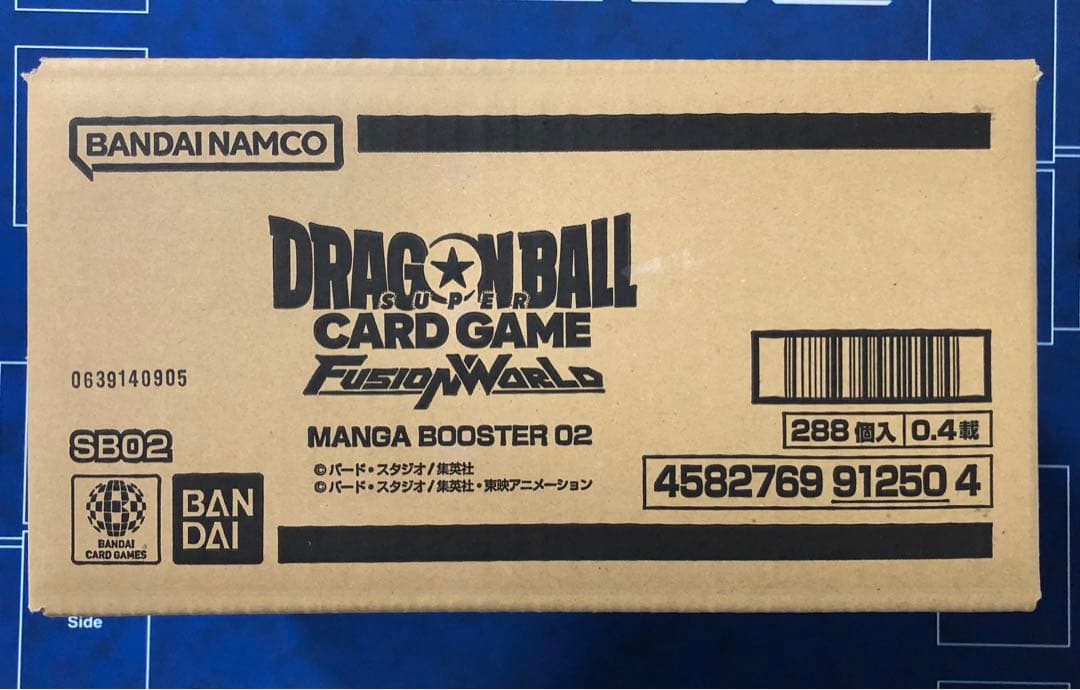 BANDAI NAMCO
DRAGON BALL
SUPER
CARD GAME
FUSION WORLD
0639140905
MANGA BOOSTER 02
SB02
©バード・スタジオ/集英社
©バード・スタジオ/集英社・東映アニメーション
288個入 0.4載
4582769 91250 4
BANDAI
CARD GAMES
BAN
DAI
Side